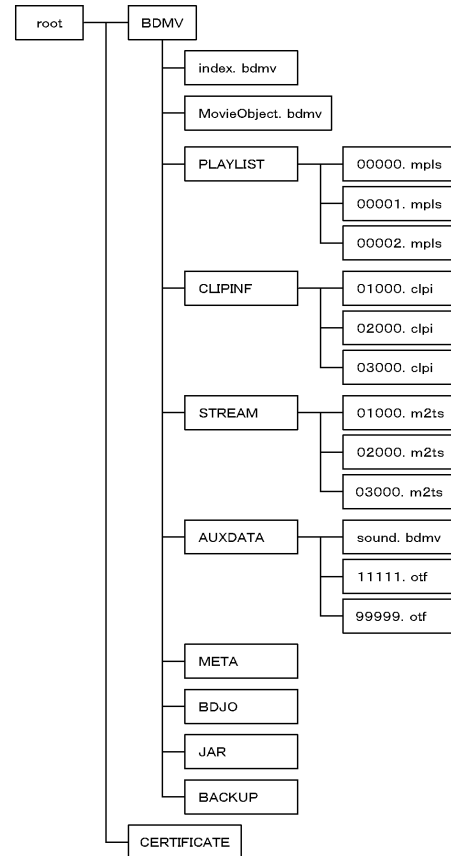 root
BDMV
index. bdmv
MovieObject. bdmv
PLAYLIST
00000. mpls
00001. mpls
00002. mpls
CLIPINF
01000. clpi
02000. clpi
03000. clpi
STREAM
01000. m2ts
02000. m2ts
03000. m2ts
AUXDATA
sound. bdmv
11111. otf
99999. otf
META
BDJO
JAR
BACKUP
CERTIFICATE